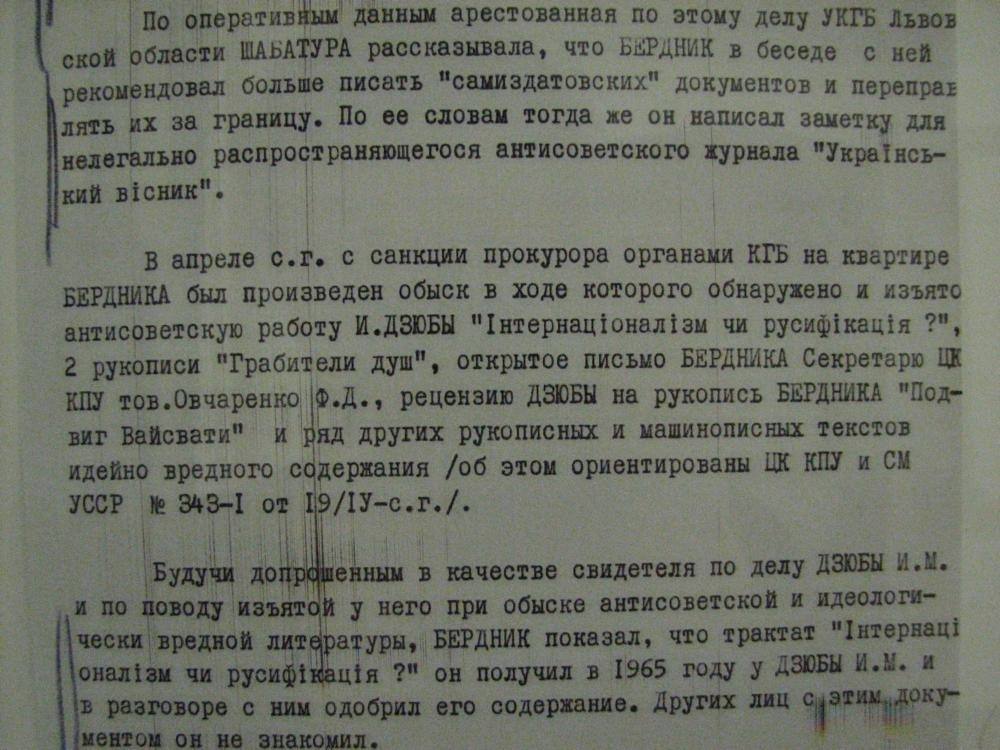 По оперативным данным арестованная по этому делу УКГБ Львов
ской области ШАБАТУРА рассказывала, что БЕРДНИК в беседе с ней
рекомендовал больше писать "самиздатовских" документов и переправ
лять их за границу. По ее словам тогда же он написал заметку для
нелегально распространяющегося антисоветского журнала "Українсь-
кий вісник".
В апреле с.г. с санкции прокурора органами КГБ на квартире
БЕРДНИКА был произведен обыск в ходе которого обнаружено и изъято
антисоветскую работу И.ДЗЮБЫ "Інтернаціоналізм чи русифікація ?",
2 рукописи "Грабители душ", открытое письмо БЕРДНИКА Секретарю ЦК
КПУ тов.Овчаренко Ф.Д., рецензию ДЗЮБЫ на рукопись БЕРДНИКА "Под-
виг Вайсвати" и ряд других рукописных и машинописных текстов
идейно вредного содержания /об этом ориентированы ЦК КПУ и СМ
УССР № 343-I от I9/IУ-с.г./.
Будучи допрошенным в качестве свидетеля по делу ДЗЮБЫ И.М.
и по поводу изъятой у него при обыске антисоветской и идеологи-
чески вредной литературы, БЕРДНИК показал, что трактат "Інтернаці
оналізм чи русифікація ?" он получил в I965 году у ДЗЮБЫ И.М. и
в разговоре с ним одобрил его содержание. Других лиц с этим доку-
ментом он не знакомил.